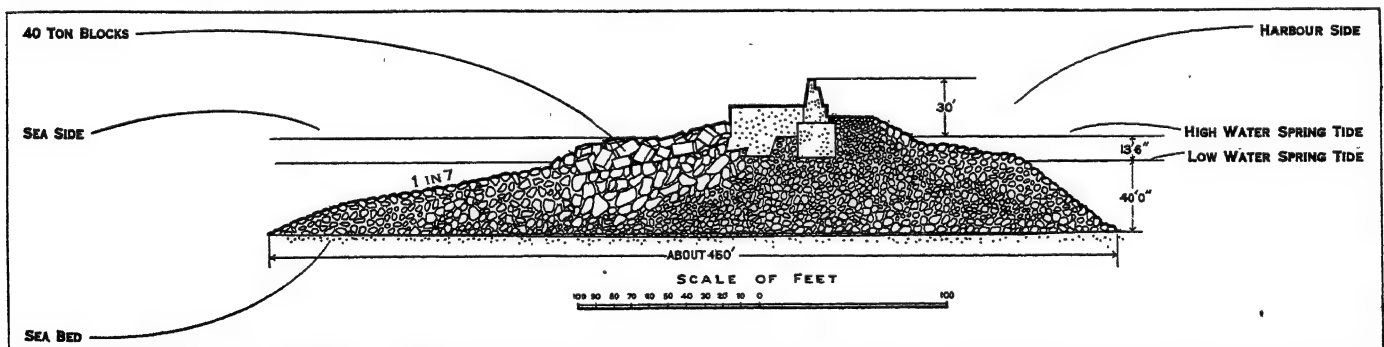 40 TON BLOCKS
HARBOUR SIDE
30'
SEA SIDE
HIGH WATER SPRING TIDE
13'6"
LOW WATER SPRING TIDE
1 IN 7
40'0"
ABOUT 450'
SCALE OF FEET
100 90 80 70 60 50 40 30 20 10 0 100
SEA BED